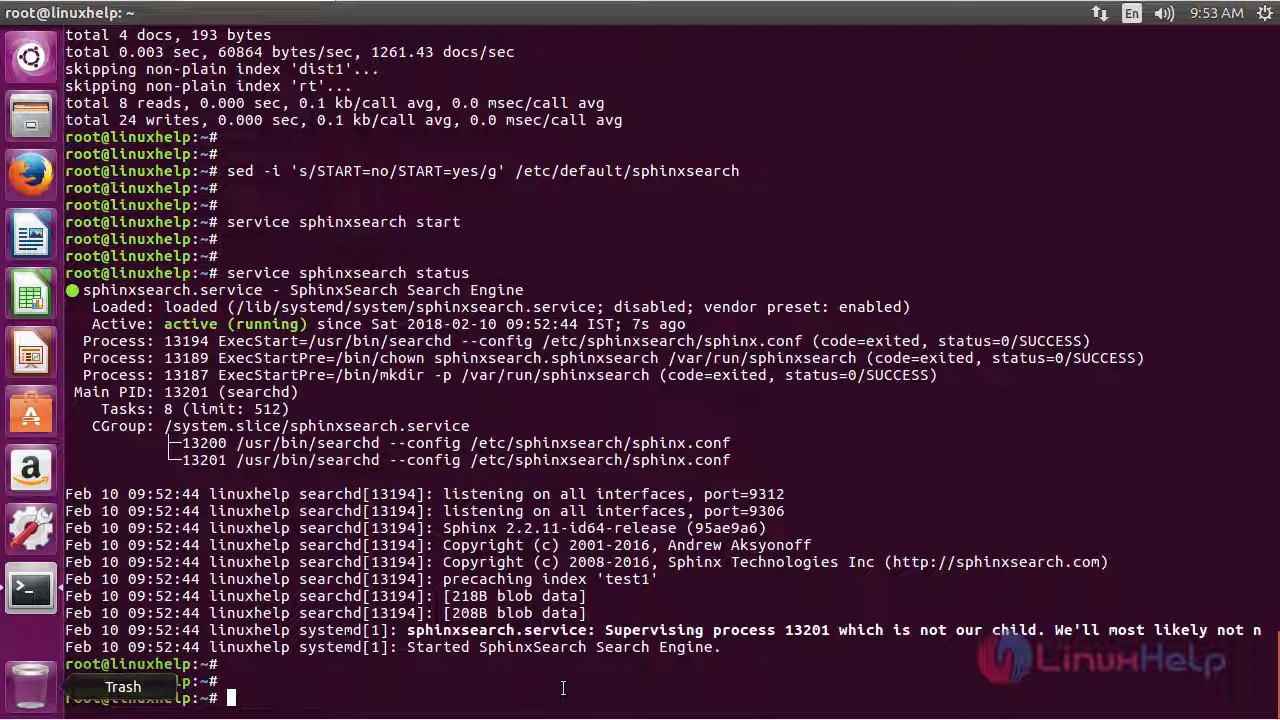 root@linuxhelp: ~
En
9:53 AM
total 4 docs, 193 bytes
total 0.003 sec, 60864 bytes/sec, 1261.43 docs/sec
skipping non-plain index 'dist1'...
skipping non-plain index 'rt'...
total 8 reads, 0.000 sec, 0.1 kb/call avg, 0.0 msec/call avg
total 24 writes, 0.000 sec, 0.1 kb/call avg, 0.0 msec/call avg
root@linuxhelp:~#
root@linuxhelp:~#
root@linuxhelp:~# sed -i 's/START=no/START=yes/g' /etc/default/sphinxsearch
root@linuxhelp:~#
root@linuxhelp:~#
root@linuxhelp:~# service sphinxsearch start
root@linuxhelp:~#
root@linuxhelp:~#
root@linuxhelp:~# service sphinxsearch status
● sphinxsearch.service - SphinxSearch Search Engine
Loaded: loaded (/lib/systemd/system/sphinxsearch.service; disabled; vendor preset: enabled)
Active: active (running) since Sat 2018-02-10 09:52:44 IST; 7s ago
Process: 13194 ExecStart=/usr/bin/searchd --config /etc/sphinxsearch/sphinx.conf (code=exited, status=0/SUCCESS)
Process: 13189 ExecStartPre=/bin/chown sphinxsearch.sphinxsearch /var/run/sphinxsearch (code=exited, status=0/SUCCESS)
Process: 13187 ExecStartPre=/bin/mkdir -p /var/run/sphinxsearch (code=exited, status=0/SUCCESS)
Main PID: 13201 (searchd)
Tasks: 8 (limit: 512)
CGroup: /system.slice/sphinxsearch.service
├─13200 /usr/bin/searchd --config /etc/sphinxsearch/sphinx.conf
└─13201 /usr/bin/searchd --config /etc/sphinxsearch/sphinx.conf
Feb 10 09:52:44 linuxhelp searchd[13194]: listening on all interfaces, port=9312
Feb 10 09:52:44 linuxhelp searchd[13194]: listening on all interfaces, port=9306
Feb 10 09:52:44 linuxhelp searchd[13194]: Sphinx 2.2.11-id64-release (95ae9a6)
Feb 10 09:52:44 linuxhelp searchd[13194]: Copyright (c) 2001-2016, Andrew Aksyonoff
Feb 10 09:52:44 linuxhelp searchd[13194]: Copyright (c) 2008-2016, Sphinx Technologies Inc (http://sphinxsearch.com)
Feb 10 09:52:44 linuxhelp searchd[13194]: precaching index 'test1'
Feb 10 09:52:44 linuxhelp searchd[13194]: [218B blob data]
Feb 10 09:52:44 linuxhelp searchd[13194]: [208B blob data]
Feb 10 09:52:44 linuxhelp systemd[1]: sphinxsearch.service: Supervising process 13201 which is not our child. We'll most likely not n
Feb 10 09:52:44 linuxhelp systemd[1]: Started SphinxSearch Search Engine.
root@linuxhelp:~#
LinuxHelp
lp:~#
Trash
lp:~#